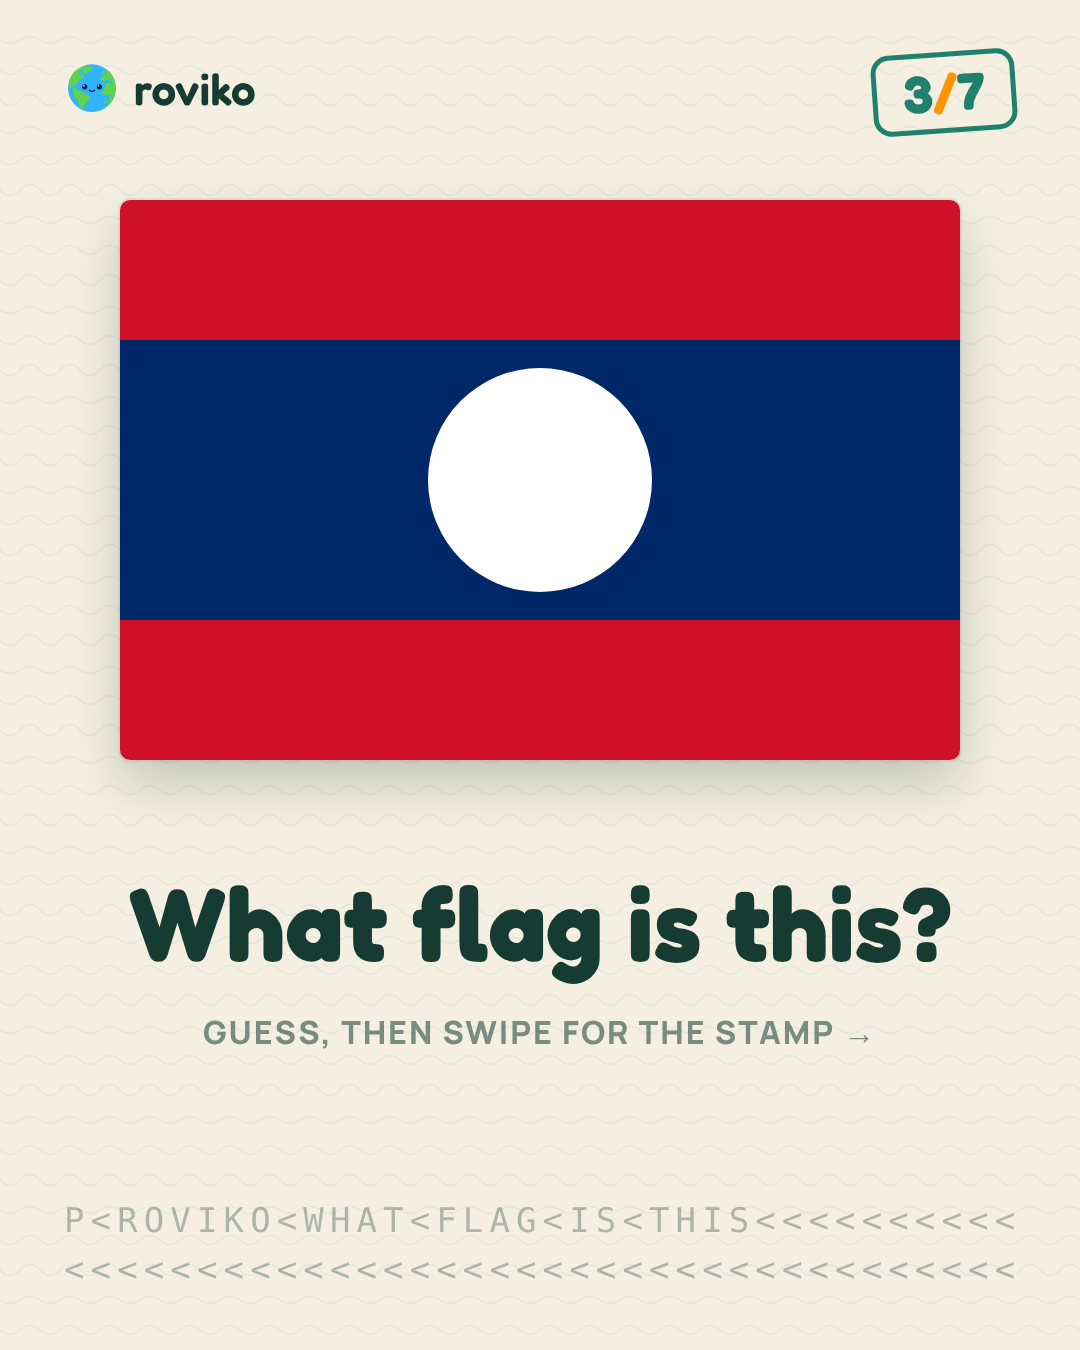 roviko
3/7
What flag is this?
GUESS, THEN SWIPE FOR THE STAMP →
P<ROVIKO<WHAT<FLAG<IS<THIS<<<<<<<<<<
<<<<<<<<<<<<<<<<<<<<<<<<<<<<<<<<<<<<